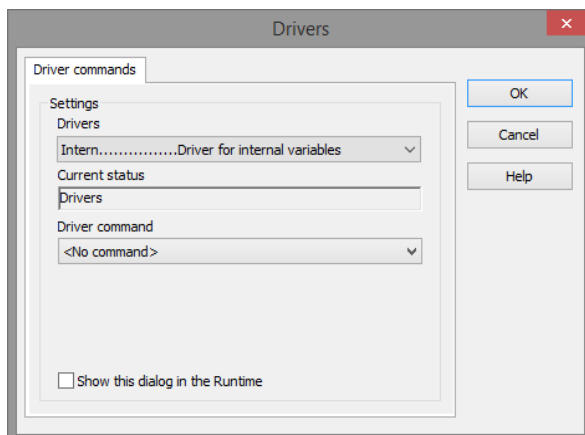 Drivers
Driver commands
Settings
Drivers
Intern................Driver for internal variables
Current status
Drivers
Driver command
<No command>
Show this dialog in the Runtime
OK
Cancel
Help